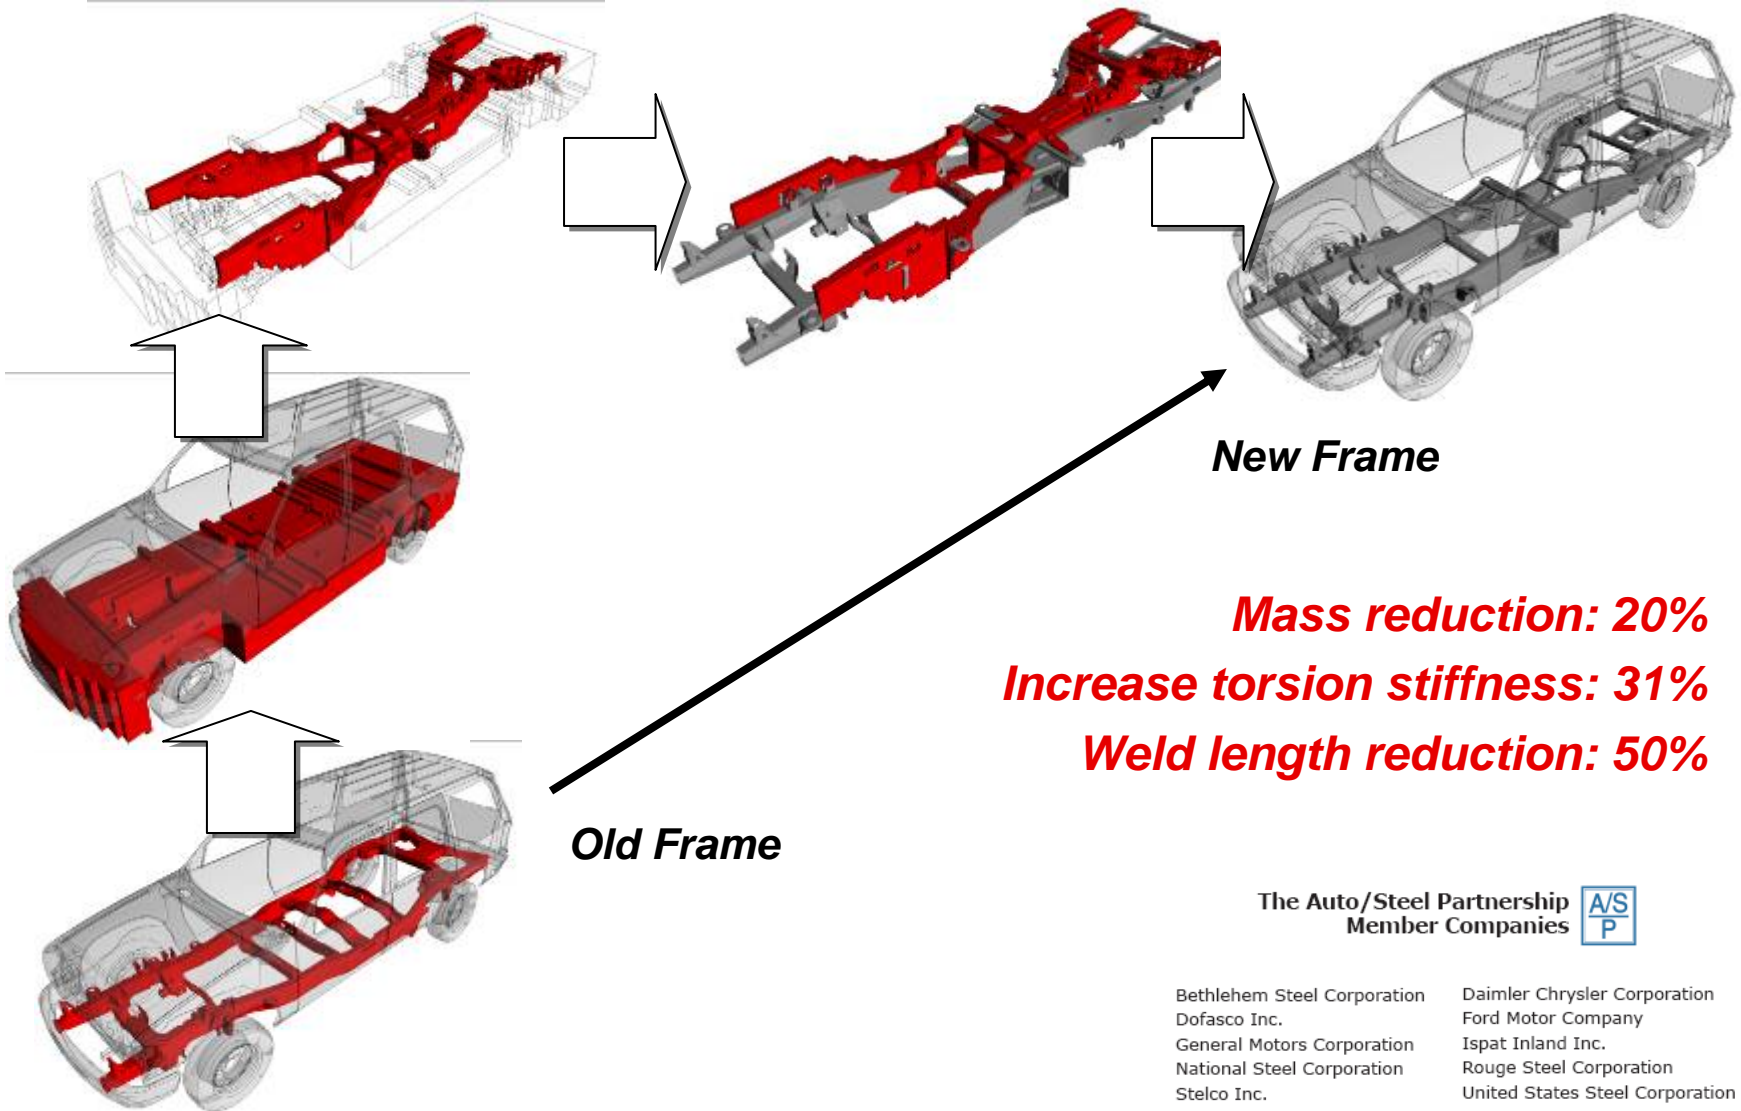 New Frame
Mass reduction: 20%
Increase torsion stiffness: 31%
Weld length reduction: 50%
Old Frame
The Auto/Steel Partnership
Member Companies
A/S
P
Bethlehem Steel Corporation
Dofasco Inc.
General Motors Corporation
National Steel Corporation
Stelco Inc.
Daimler Chrysler Corporation
Ford Motor Company
Ispat Inland Inc.
Rouge Steel Corporation
United States Steel Corporation